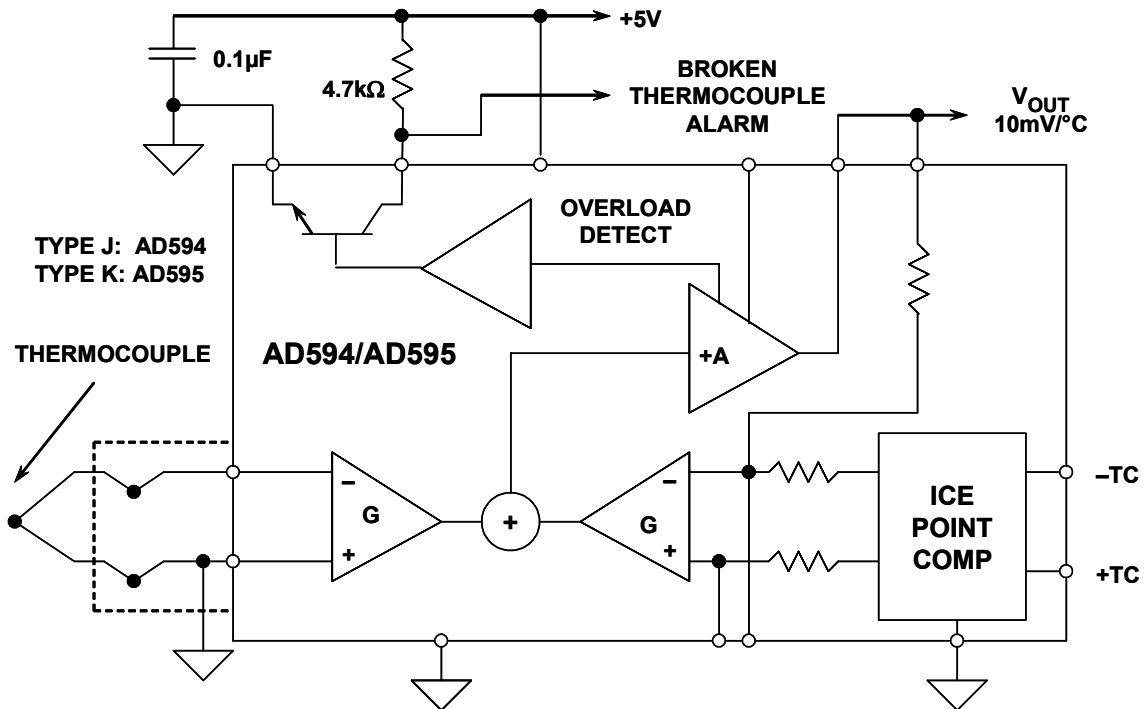 +5V
0.1µF
4.7kΩ
BROKEN
THERMOCOUPLE
ALARM
VOUT
10mV/°C
OVERLOAD
DETECT
TYPE J: AD594
TYPE K: AD595
THERMOCOUPLE
AD594/AD595
+A
–
G
+
+
–
G
+
ICE
POINT
COMP
–TC
+TC